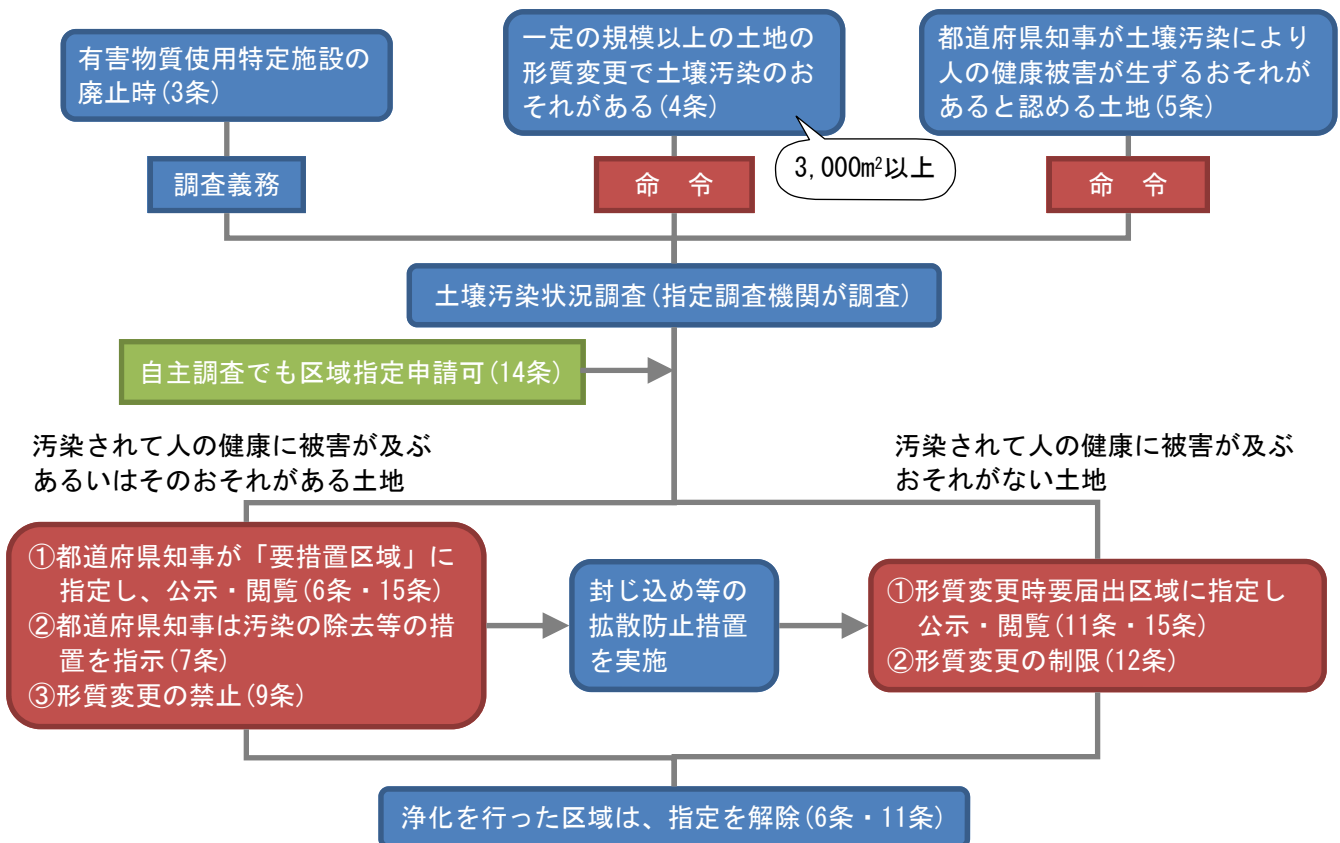 有害物質使用特定施設の
廃止時(3条)
一定の規模以上の土地の
形質変更で土壌汚染のお
それがある(4条)
都道府県知事が土壌汚染により
人の健康被害が生ずるおそれが
あると認める土地(5条)
3,000m²以上
調査義務
命 令
命 令
土壌汚染状況調査(指定調査機関が調査)
自主調査でも区域指定申請可(14条)
汚染されて人の健康に被害が及ぶ
あるいはそのおそれがある土地
汚染されて人の健康に被害が及ぶ
おそれがない土地
①都道府県知事が「要措置区域」に
指定し、公示・閲覧(6条・15条)
②都道府県知事は汚染の除去等の措
置を指示(7条)
③形質変更の禁止(9条)
封じ込め等の
拡散防止措置
を実施
①形質変更時要届出区域に指定し
公示・閲覧(11条・15条)
②形質変更の制限(12条)
浄化を行った区域は、指定を解除(6条・11条)